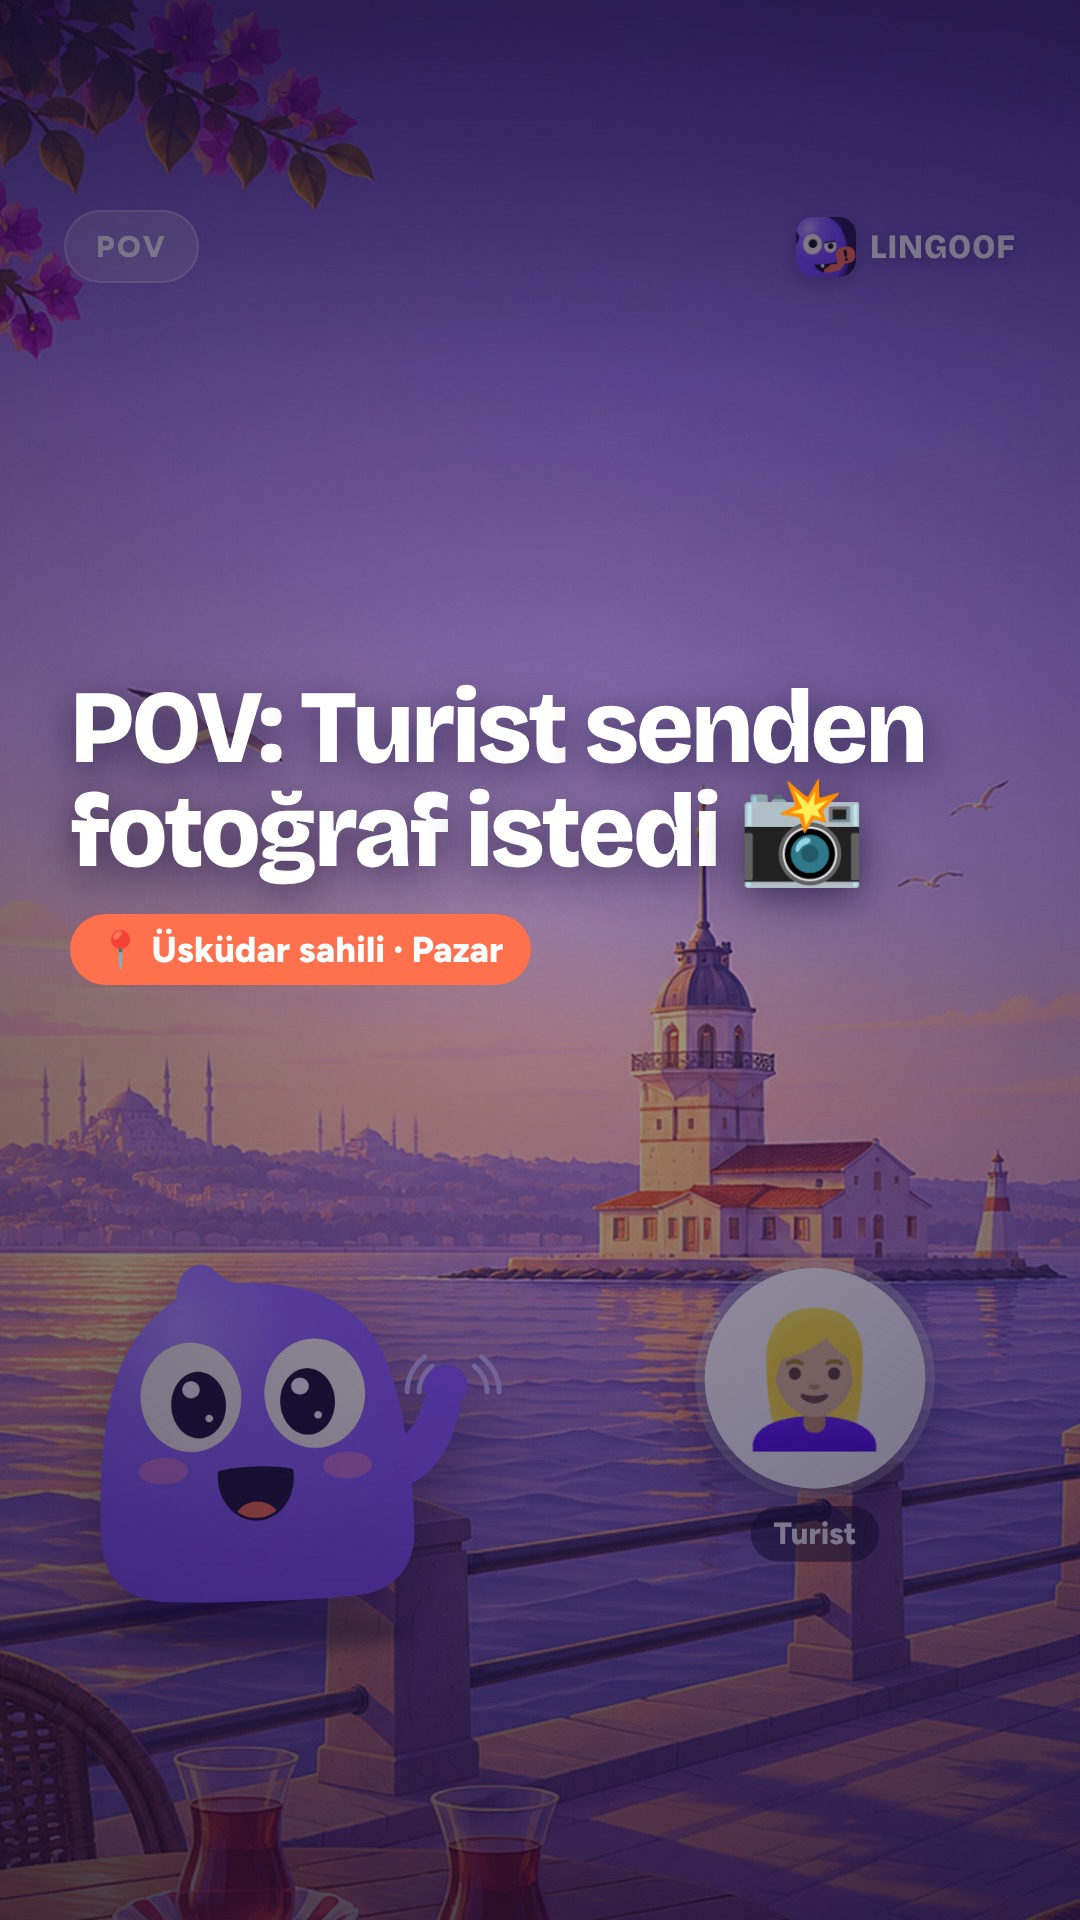 POV
LINGOOF
POV: Turist senden
fotoğraf istedi 📸
📍 Üsküdar sahili · Pazar
Turist